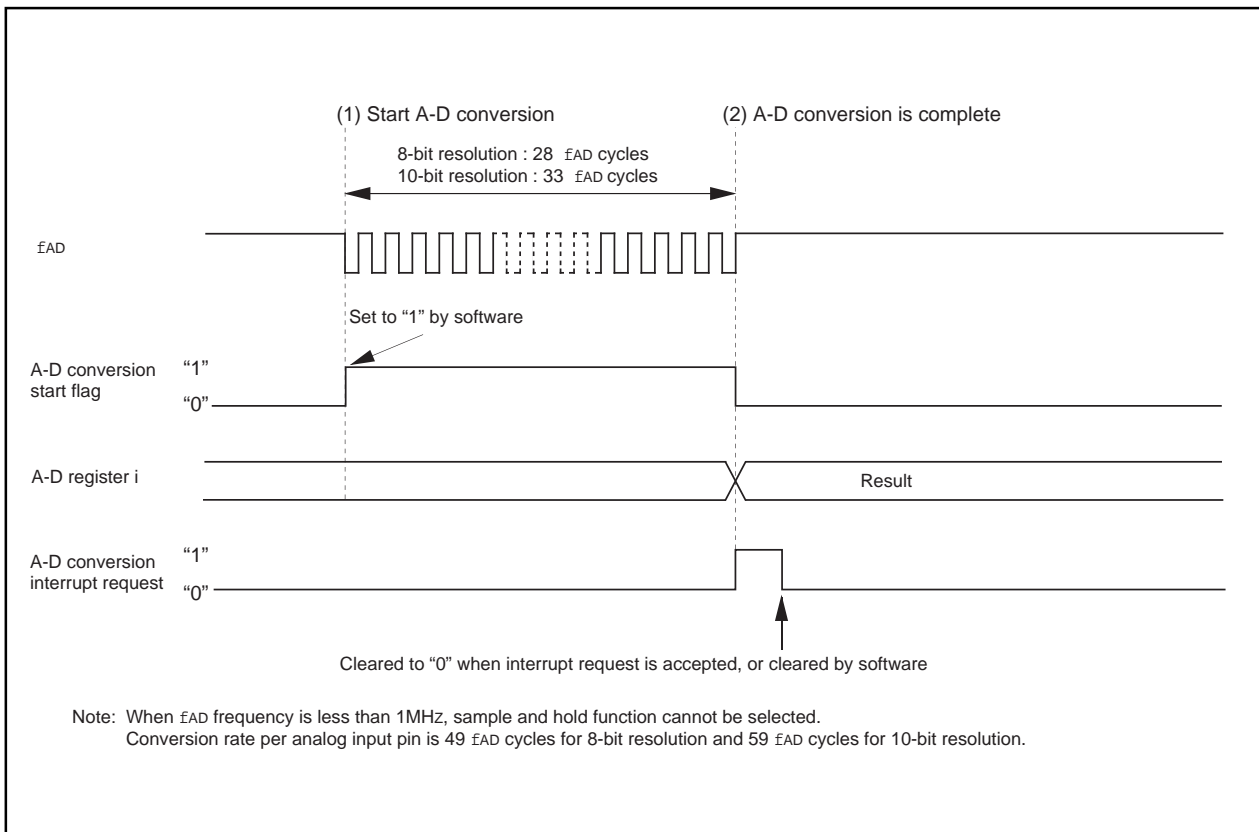 (1) Start A-D conversion
(2) A-D conversion is complete
8-bit resolution : 28 fAD cycles
10-bit resolution : 33 fAD cycles
fAD
Set to “1” by software
A-D conversion
start flag
“1”
“0”
A-D register i
Result
A-D conversion
interrupt request
“1”
“0”
Cleared to “0” when interrupt request is accepted, or cleared by software
Note: When fAD frequency is less than 1MHz, sample and hold function cannot be selected.
Conversion rate per analog input pin is 49 fAD cycles for 8-bit resolution and 59 fAD cycles for 10-bit resolution.